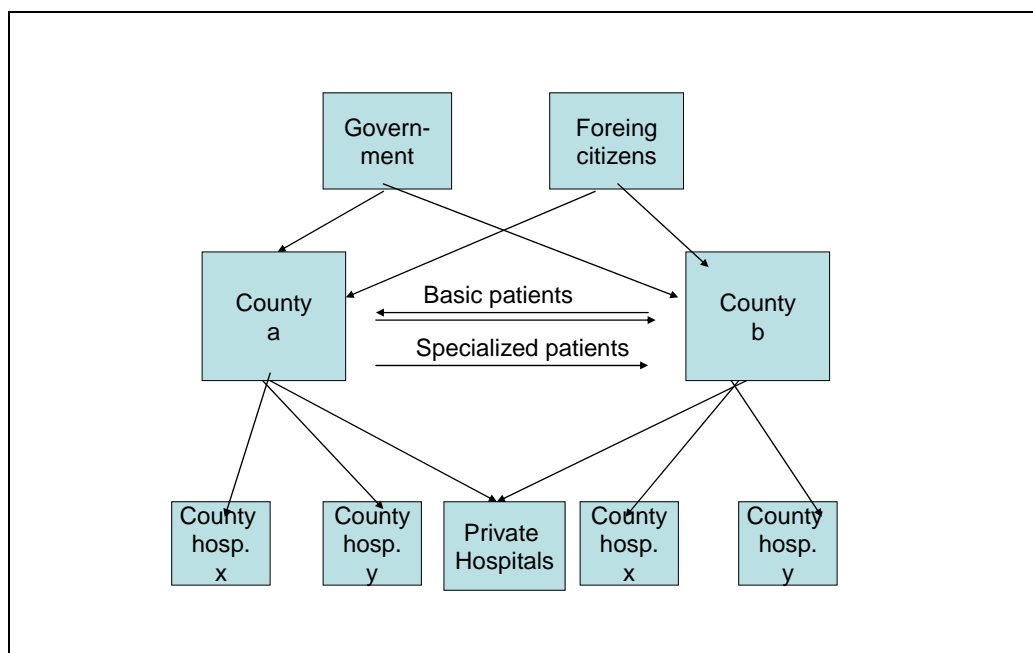 Govern-
ment
Foreing
citizens
County
a
Basic patients
Specialized patients
County
b
County
hosp.
x
County
hosp.
y
Private
Hospitals
County
hosp.
x
County
hosp.
y